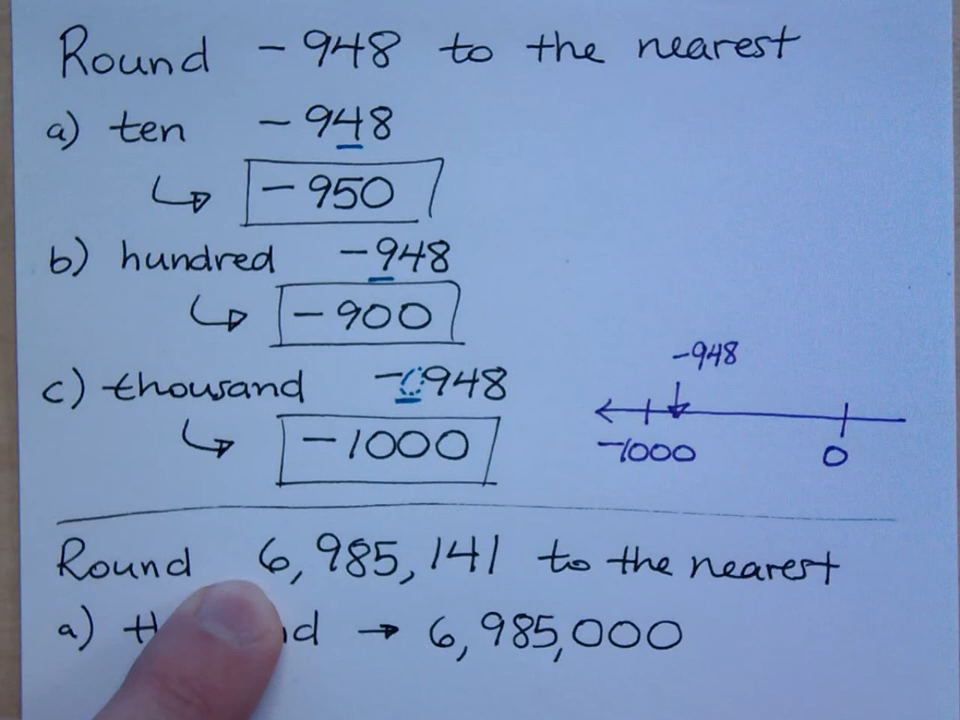 Round -948 to the nearest
a) ten -948
-950
b) hundred -948
-900
c) thousand -0948
-1000
-948
-1000 0
Round 6,985,141 to the nearest
a) → 6,985,000